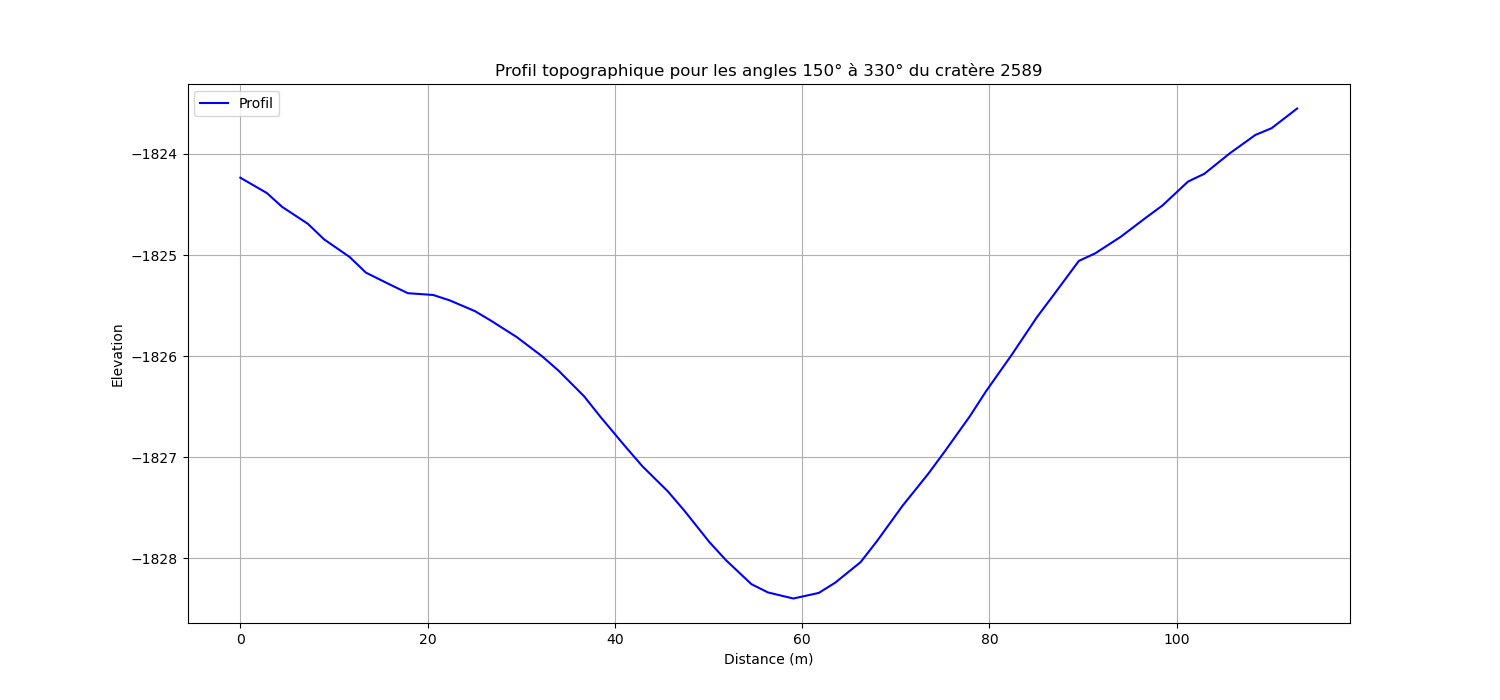 Profil topographique pour les angles 150° à 330° du cratère 2589
Profil
−1824
−1825
−1826
−1827
−1828
Elevation
0 20 40 60 80 100
Distance (m)